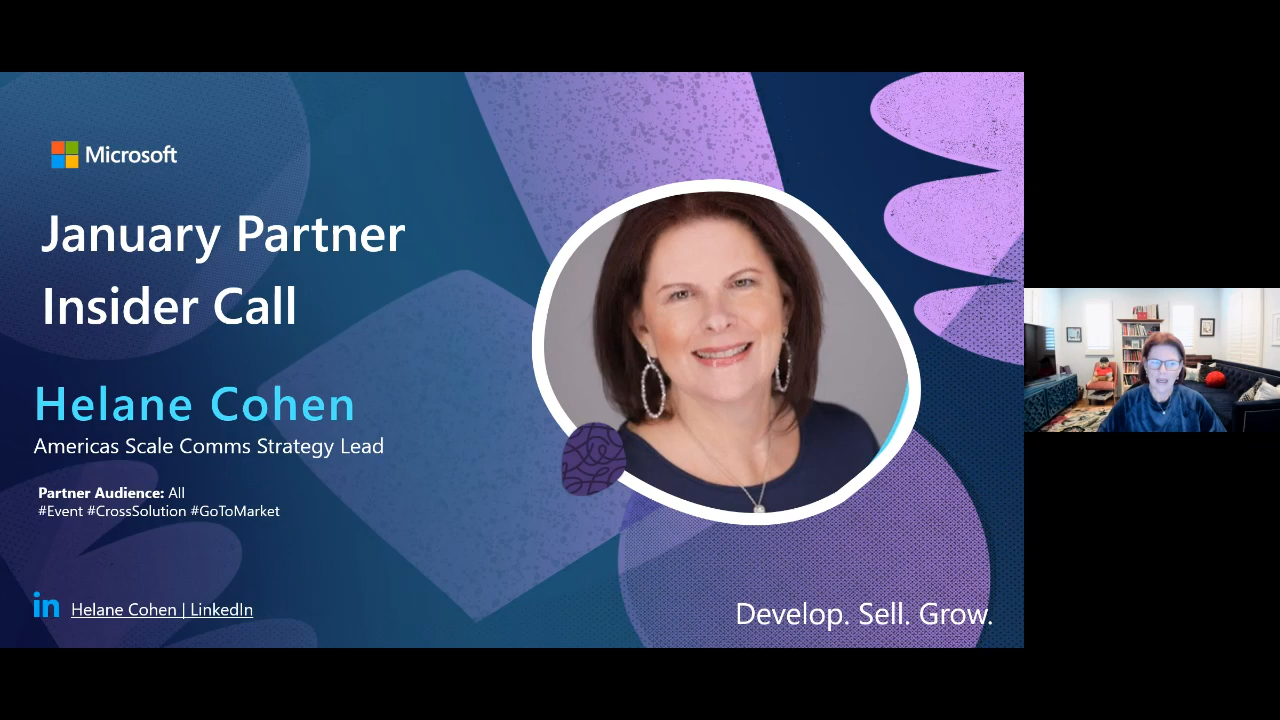 Microsoft
January Partner
Insider Call
Helane Cohen
Americas Scale Comms Strategy Lead
Partner Audience: All
#Event #CrossSolution #GoToMarket
in Helane Cohen | LinkedIn
Develop. Sell. Grow.